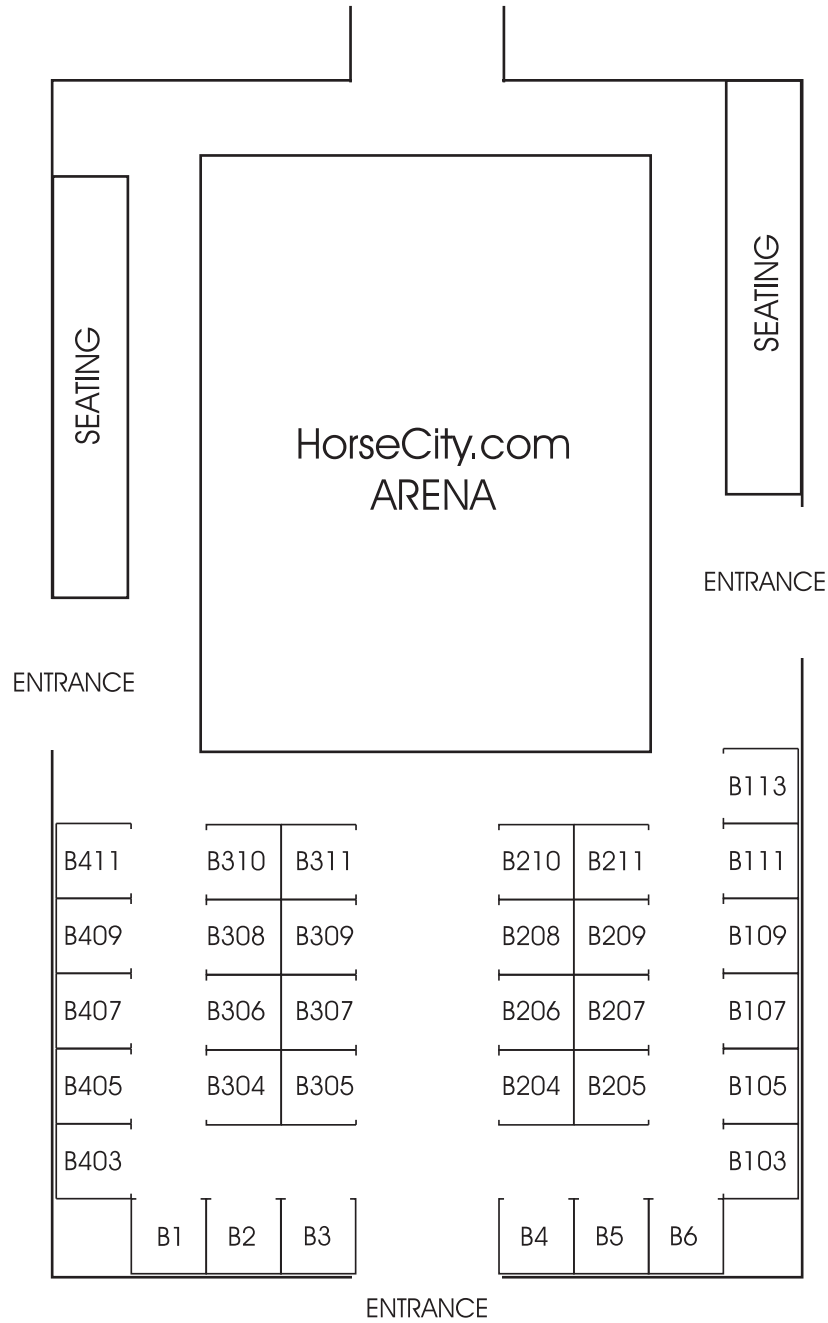 SEATING
SEATING
HorseCity.com
ARENA
ENTRANCE
ENTRANCE
B113
B411 B310 B311 B210 B211 B111
B409 B308 B309 B208 B209 B109
B407 B306 B307 B206 B207 B107
B405 B304 B305 B204 B205 B105
B403 B103
B1 B2 B3 B4 B5 B6
ENTRANCE